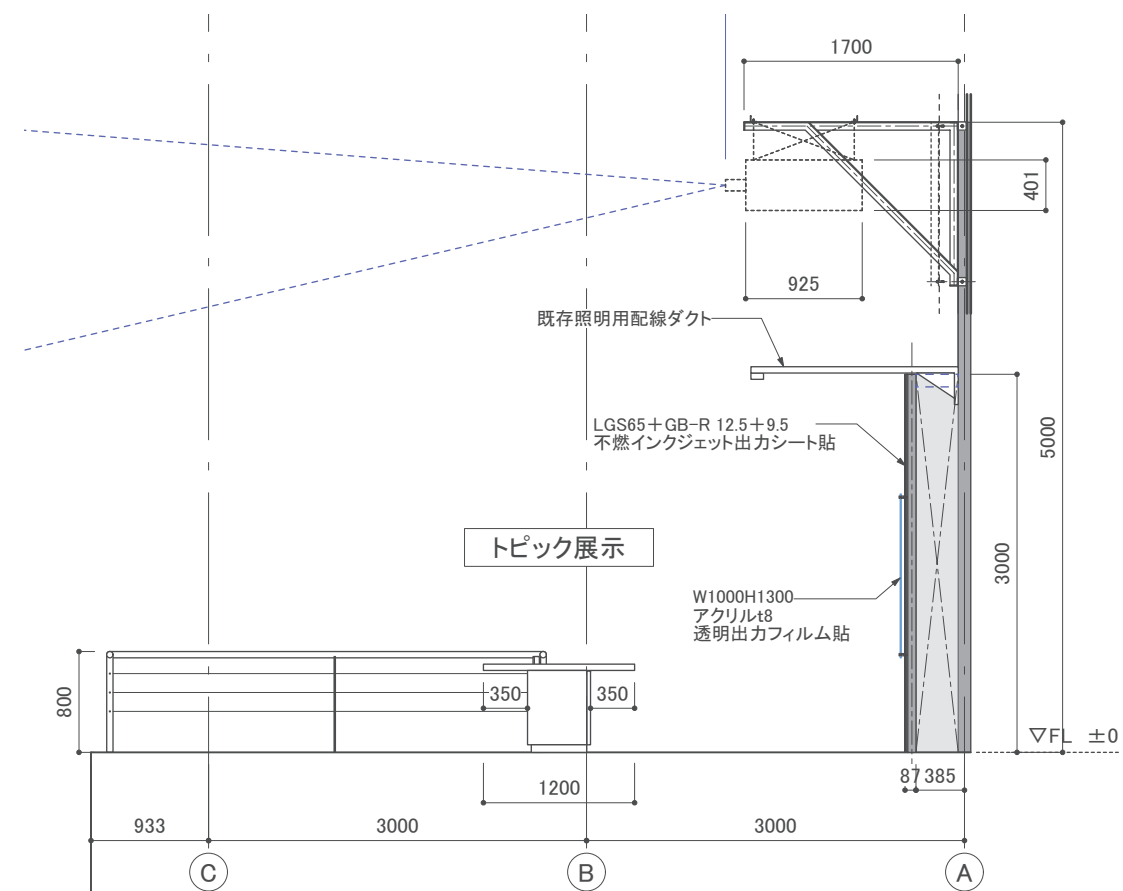 1700
401
925
既存照明用配線ダクト
LGS65＋GB-R 12.5＋9.5
不燃インクジェット出力シート貼
5000
トピック展示
3000
W1000H1300
アクリルt8
透明出力フィルム貼
800
350
350
▽FL ±0
87
385
1200
933
3000
3000
C
B
A